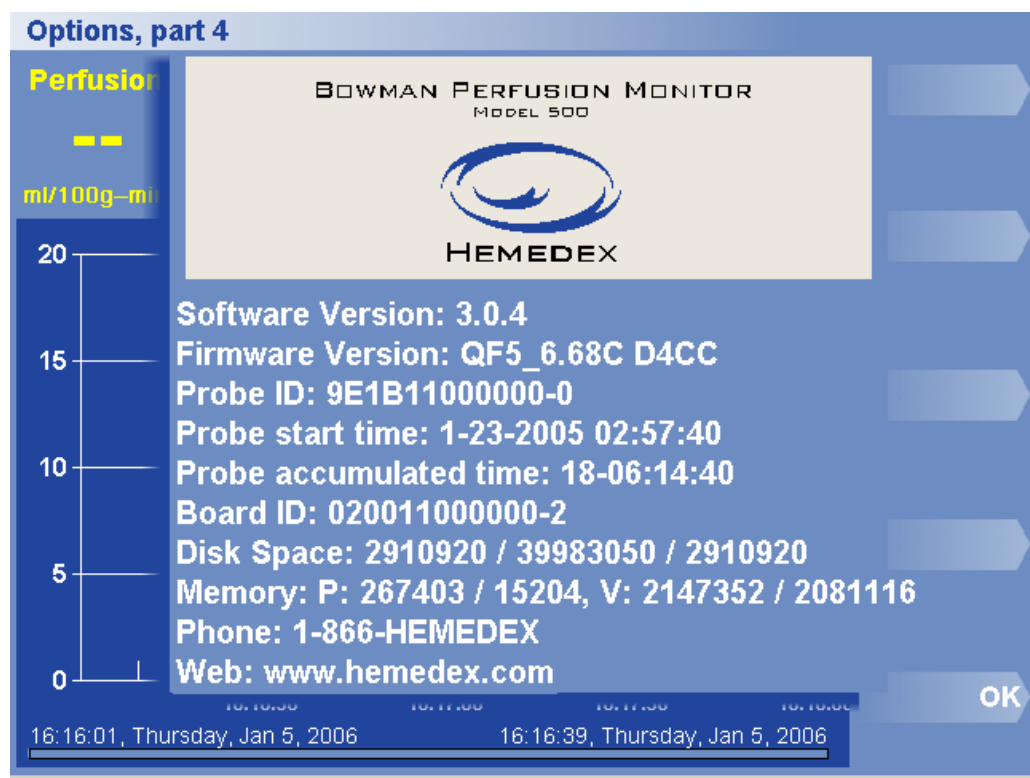 Options, part 4
Perfusion
--
ml/100g–mi
BOWMAN PERFUSION MONITOR
MODEL 500
HEMEDEX
Software Version: 3.0.4
Firmware Version: QF5_6.68C D4CC
Probe ID: 9E1B11000000-0
Probe start time: 1-23-2005 02:57:40
Probe accumulated time: 18-06:14:40
Board ID: 020011000000-2
Disk Space: 2910920 / 39983050 / 2910920
Memory: P: 267403 / 15204, V: 2147352 / 2081116
Phone: 1-866-HEMEDEX
Web: www.hemedex.com
20
15
10
5
0
OK
16:16:01, Thursday, Jan 5, 2006
16:16:39, Thursday, Jan 5, 2006